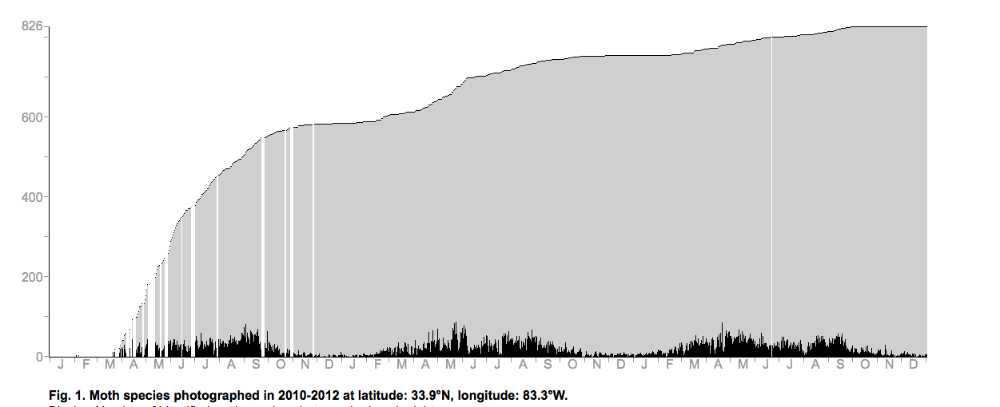 826
600
400
200
0
J F M A M J J A S O N D J F M A M J J A S O N D J F M A M J J A S O N D
Fig. 1. Moth species photographed in 2010-2012 at latitude: 33.9°N, longitude: 83.3°W.